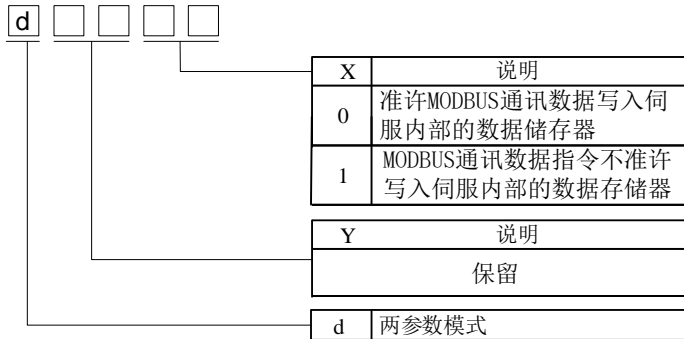 d
X 说明
0 准许MODBUS通讯数据写入伺
服内部的数据储存器
1 MODBUS通讯数据指令不准许
写入伺服内部的数据存储器
Y 说明
保留
d 两参数模式